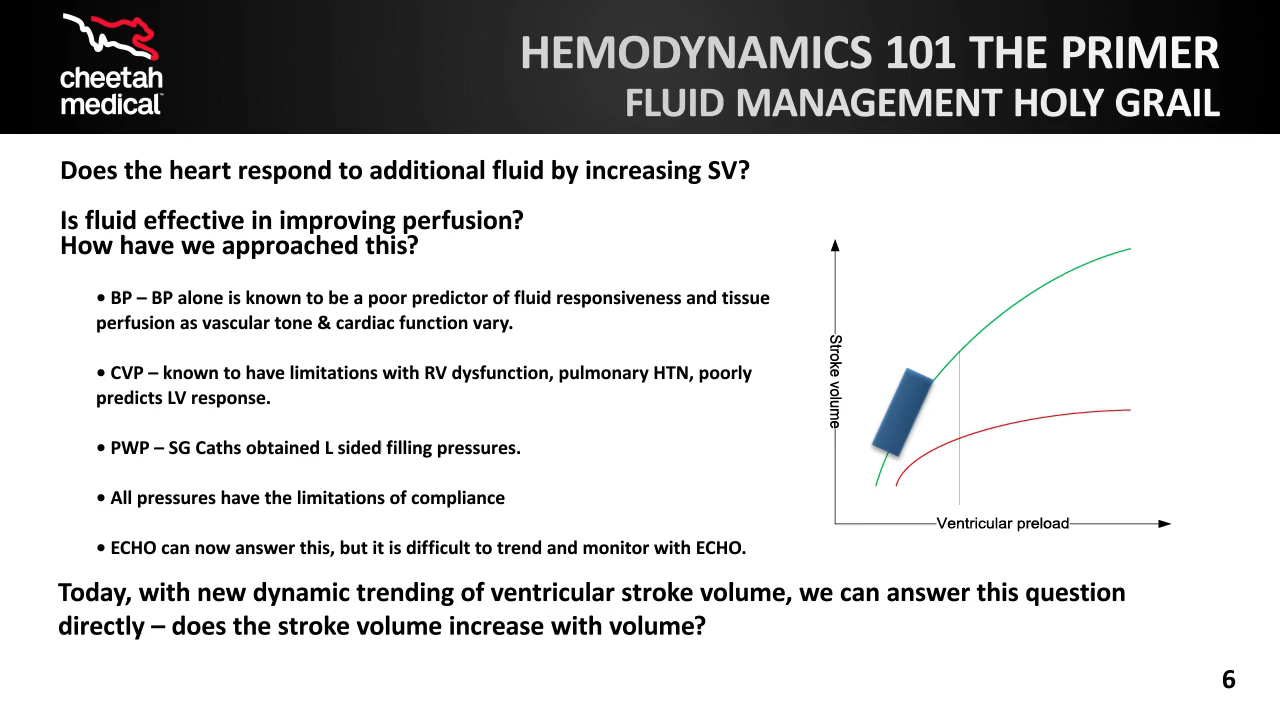 cheetah
medical™
HEMODYNAMICS 101 THE PRIMER
FLUID MANAGEMENT HOLY GRAIL
Does the heart respond to additional fluid by increasing SV?
Is fluid effective in improving perfusion?
How have we approached this?
• BP – BP alone is known to be a poor predictor of fluid responsiveness and tissue
perfusion as vascular tone & cardiac function vary.
• CVP – known to have limitations with RV dysfunction, pulmonary HTN, poorly
predicts LV response.
• PWP – SG Caths obtained L sided filling pressures.
• All pressures have the limitations of compliance
• ECHO can now answer this, but it is difficult to trend and monitor with ECHO.
Stroke volume
Ventricular preload
Today, with new dynamic trending of ventricular stroke volume, we can answer this question
directly – does the stroke volume increase with volume?
6